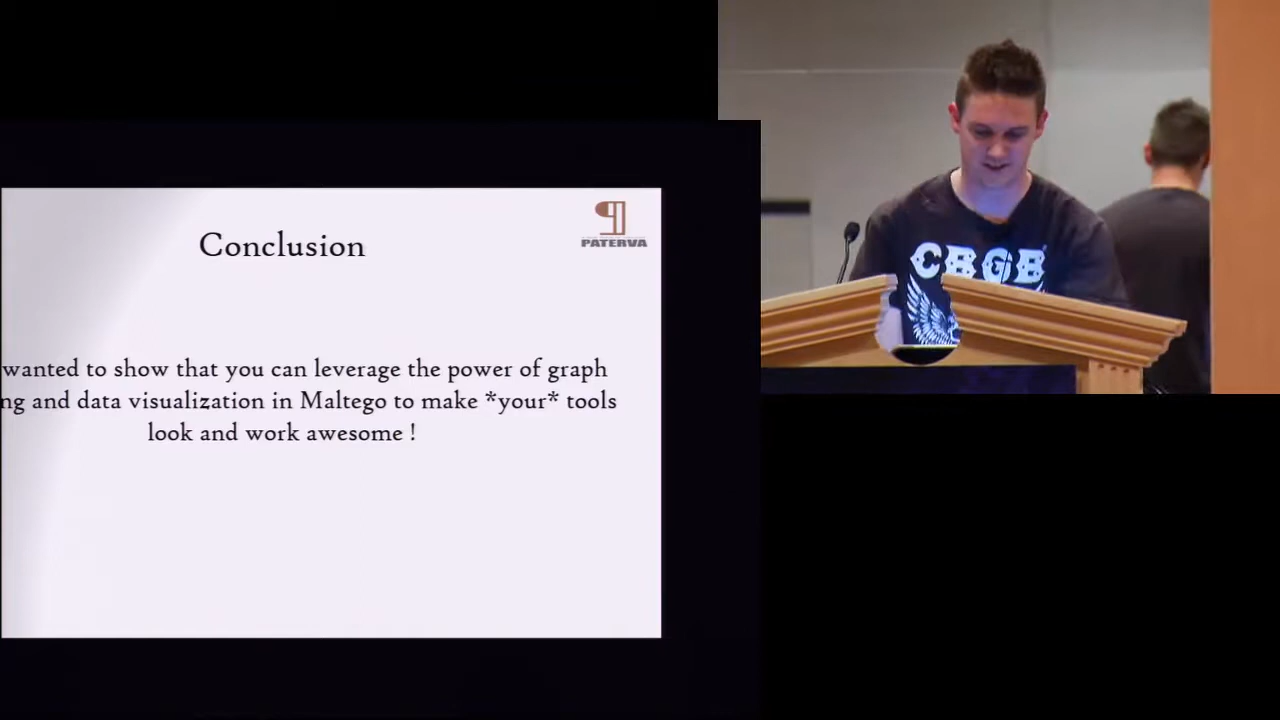 Conclusion
PATERVA
wanted to show that you can leverage the power of graph
ng and data visualization in Maltego to make *your* tools
look and work awesome !
CBGB